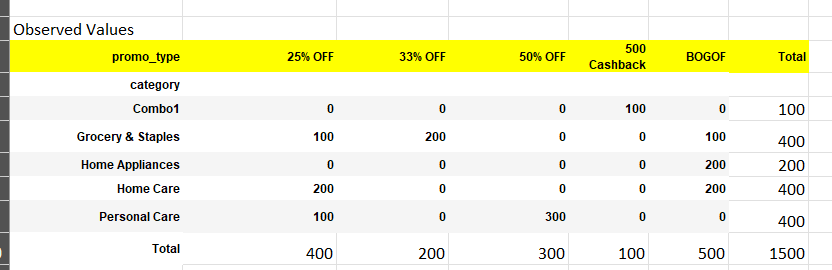 Observed Values
promo_type 25% OFF 33% OFF 50% OFF 500 Cashback BOGOF Total
category
Combo1 0 0 0 100 0 100
Grocery & Staples 100 200 0 0 100 400
Home Appliances 0 0 0 0 200 200
Home Care 200 0 0 0 200 400
Personal Care 100 0 300 0 0 400
Total 400 200 300 100 500 1500